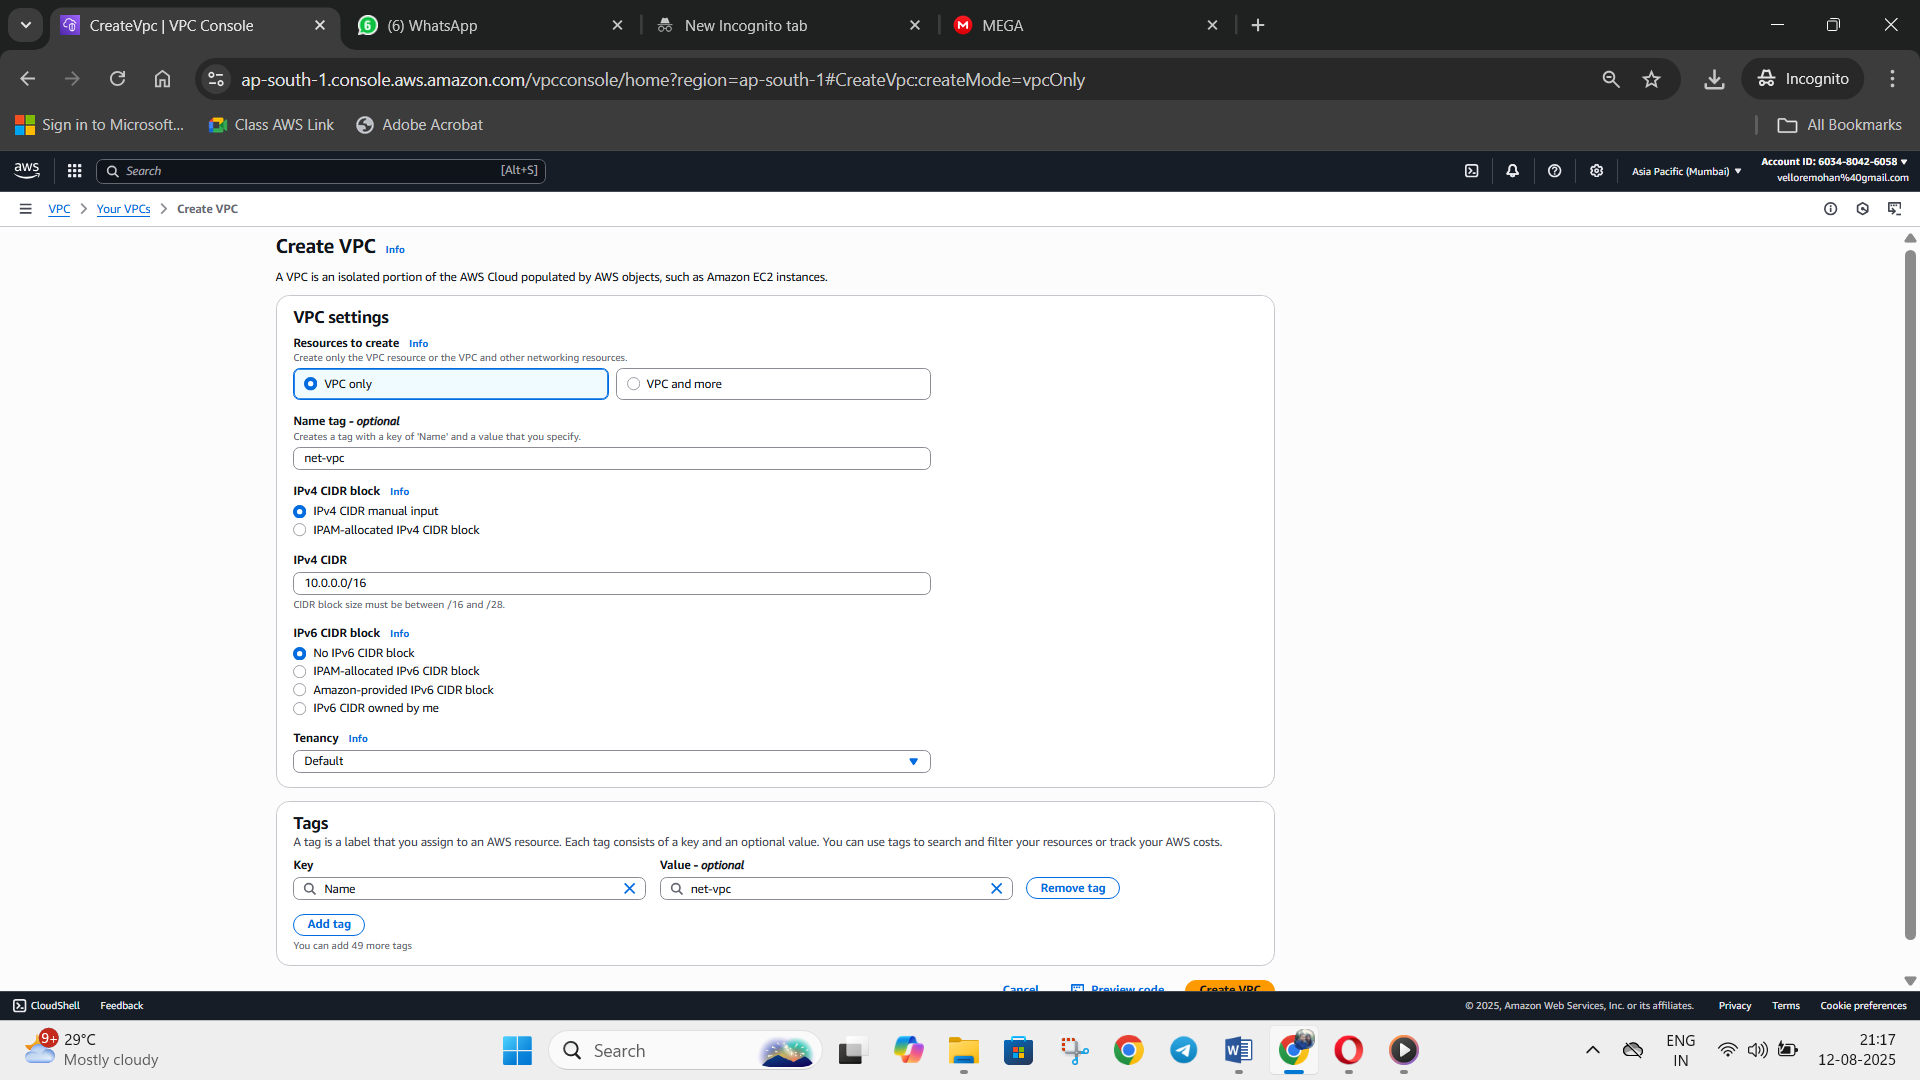 CreateVpc | VPC Console
(6) WhatsApp
New Incognito tab
MEGA
ap-south-1.console.aws.amazon.com/vpcconsole/home?region=ap-south-1#CreateVpc:createMode=vpcOnly
Incognito
Sign in to Microsoft...
Class AWS Link
Adobe Acrobat
All Bookmarks
aws
Search
[Alt+S]
Asia Pacific (Mumbai)
Account ID: 6034-8042-6058
velloremohan%40gmail.com
VPC
Your VPCs
Create VPC
Create VPC Info
A VPC is an isolated portion of the AWS Cloud populated by AWS objects, such as Amazon EC2 instances.
VPC settings
Resources to create Info
Create only the VPC resource or the VPC and other networking resources.
VPC only
VPC and more
Name tag - optional
Creates a tag with a key of 'Name' and a value that you specify.
net-vpc
IPv4 CIDR block Info
IPv4 CIDR manual input
IPAM-allocated IPv4 CIDR block
IPv4 CIDR
10.0.0.0/16
CIDR block size must be between /16 and /28.
IPv6 CIDR block Info
No IPv6 CIDR block
IPAM-allocated IPv6 CIDR block
Amazon-provided IPv6 CIDR block
IPv6 CIDR owned by me
Tenancy Info
Default
Tags
A tag is a label that you assign to an AWS resource. Each tag consists of a key and an optional value. You can use tags to search and filter your resources or track your AWS costs.
Key
Value - optional
Name
net-vpc
Remove tag
Add tag
You can add 49 more tags
Cancel
Preview code
Create VPC
CloudShell
Feedback
© 2025, Amazon Web Services, Inc. or its affiliates.
Privacy
Terms
Cookie preferences
9+
29°C
Mostly cloudy
Search
ENG
IN
21:17
12-08-2025